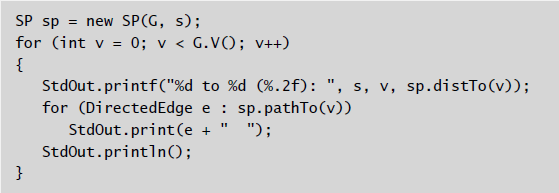 SP sp = new SP(G, s);
for (int v = 0; v < G.V(); v++)
{
   StdOut.printf("%d to %d (%.2f): ", s, v, sp.distTo(v));
   for (DirectedEdge e : sp.pathTo(v))
      StdOut.print(e + "  ");
   StdOut.println();
}